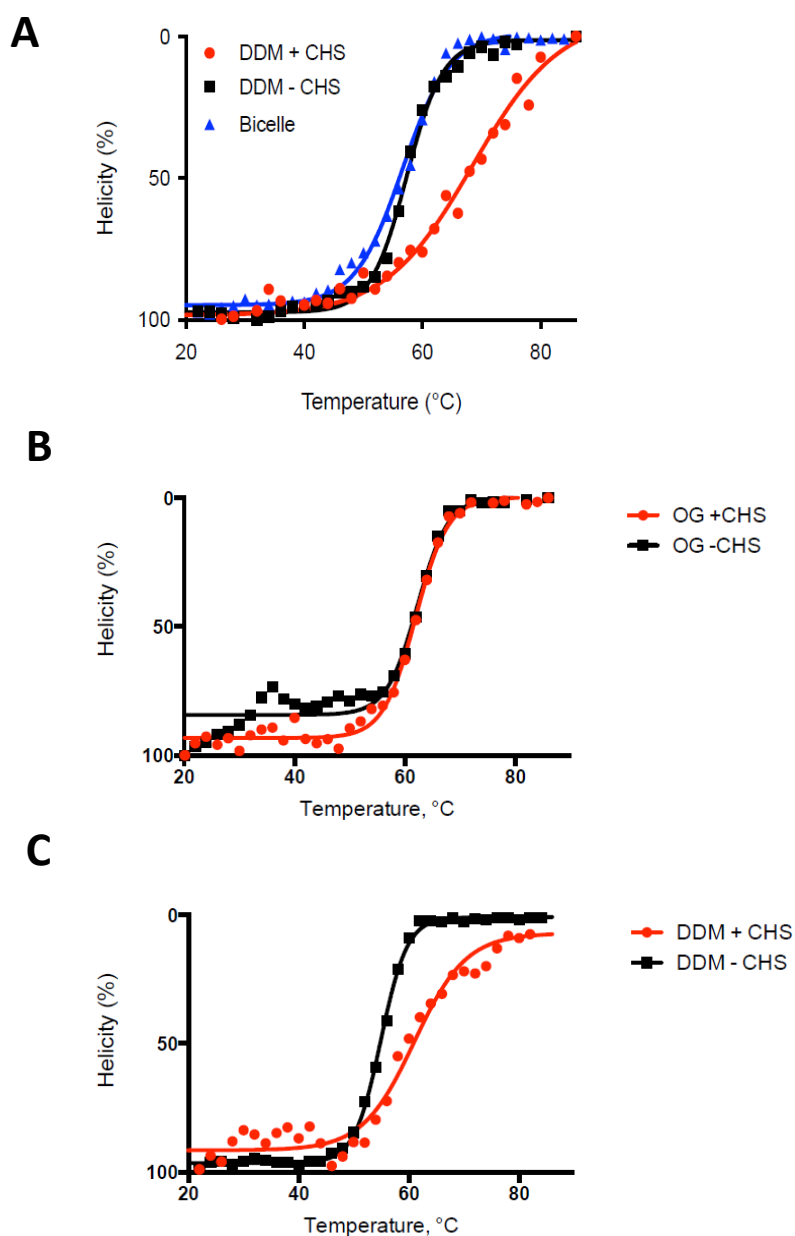 A
0
50
100
Helicity (%)
DDM + CHS
DDM - CHS
Bicelle
20 40 60 80
Temperature (°C)
B
0
50
100
Helicity (%)
OG +CHS
OG -CHS
20 40 60 80
Temperature, °C
C
0
50
100
Helicity (%)
DDM + CHS
DDM - CHS
20 40 60 80
Temperature, °C